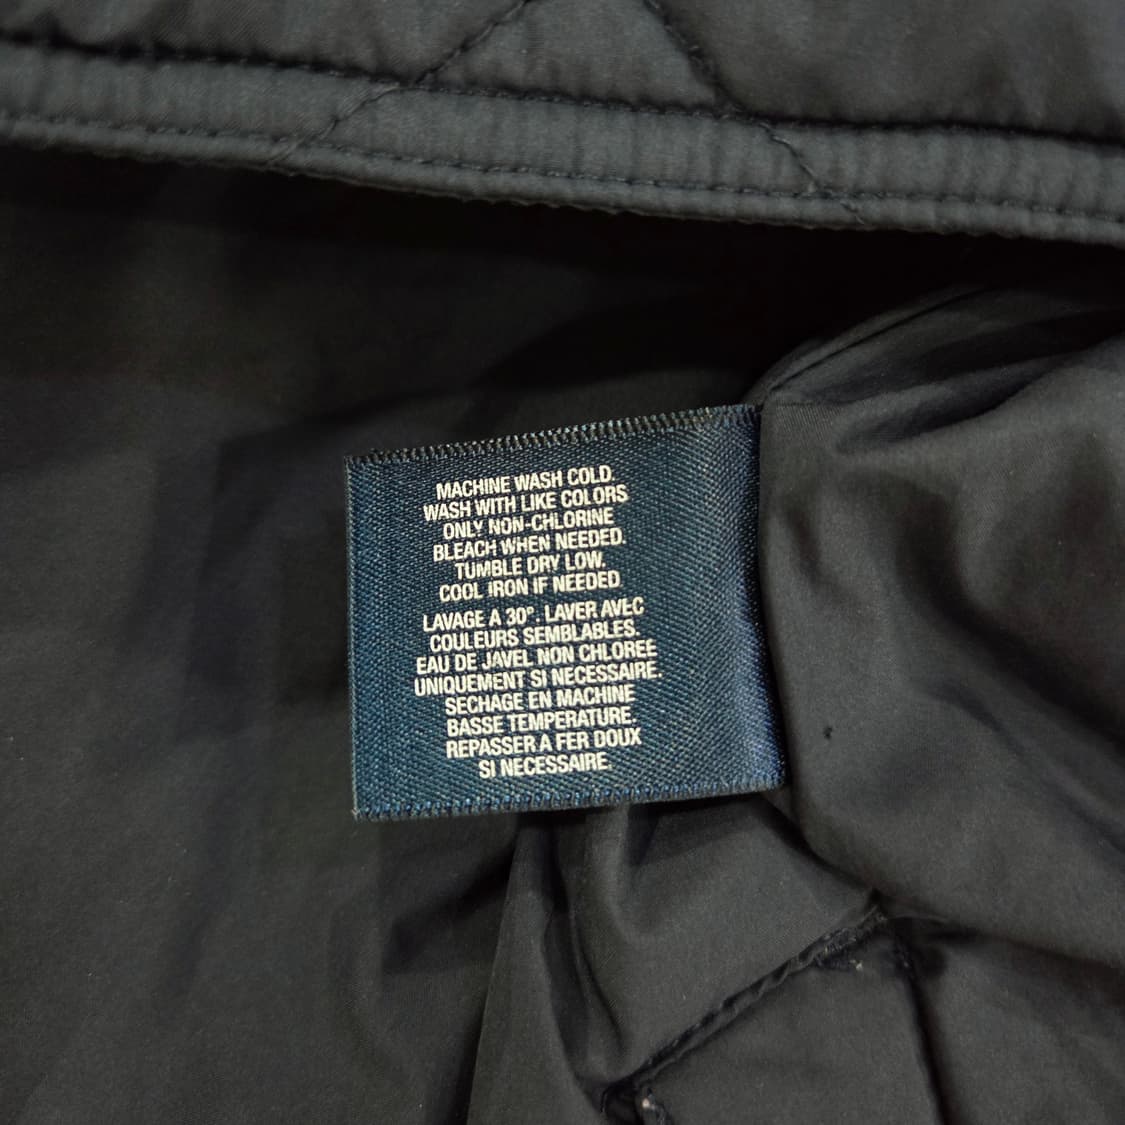 MACHINE WASH COLD.
WASH WITH LIKE COLORS
ONLY NON-CHLORINE
BLEACH WHEN NEEDED.
TUMBLE DRY LOW.
COOL IRON IF NEEDED
LAVAGE A 30°. LAVER AVEC
COULEURS SEMBLABLES.
EAU DE JAVEL NON CHLOREE
UNIQUEMENT SI NECESSAIRE.
SECHAGE EN MACHINE
BASSE TEMPERATURE.
REPASSER A FER DOUX
SI NECESSAIRE.